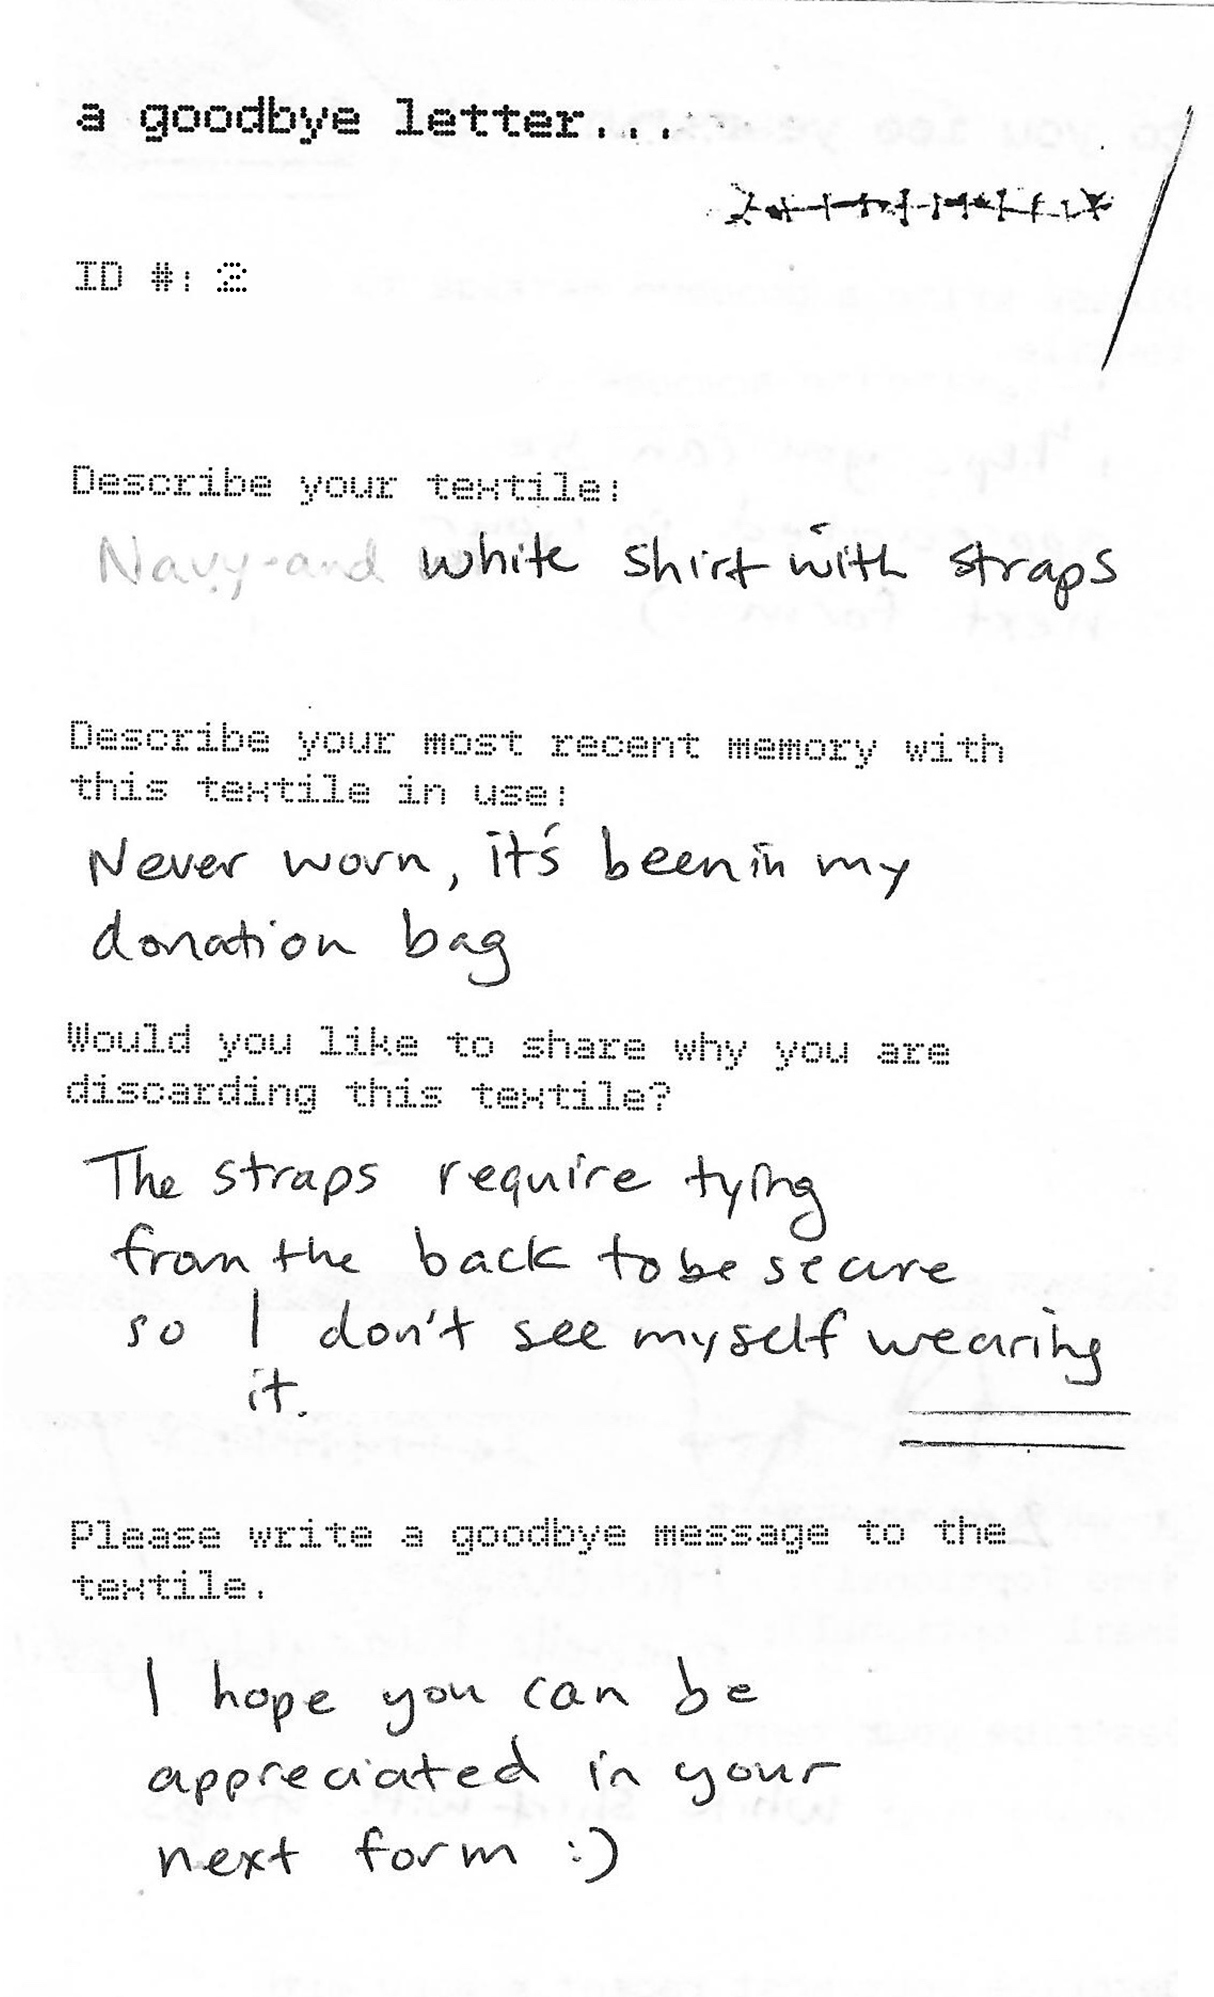 a goodbye letter...
ID #: 2
Describe your textile:
Navy and white shirt with straps
Describe your most recent memory with
this textile in use:
Never worn, it's been in my
donation bag
Would you like to share why you are
discarding this textile?
The straps require tying
from the back to be secure
so I don't see myself wearing
it.
Please write a goodbye message to the
textile.
I hope you can be
appreciated in your
next form :)